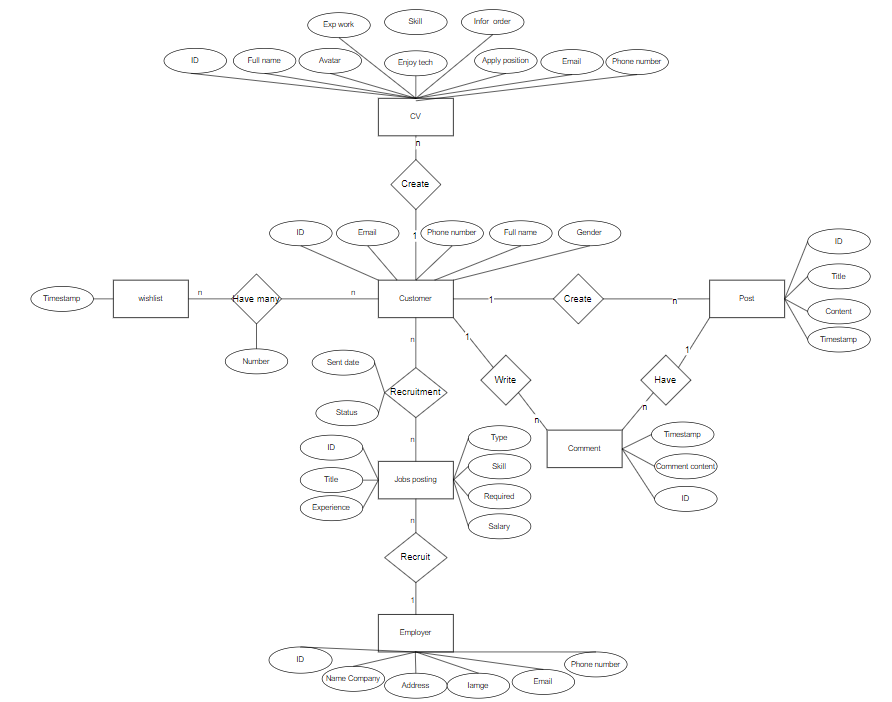 Exp work
Skill
Infor order
ID
Full name
Avatar
Enjoy tech
Apply position
Email
Phone number
CV
n
Create
1
ID
Email
Phone number
Full name
Gender
ID
Title
Content
Timestamp
Timestamp
wishlist
n
Have many
n
Customer
1
Create
n
Post
Number
n
1
1
Sent date
Recruitment
Status
Write
Have
n
n
n
ID
Title
Experience
Jobs posting
Type
Skill
Required
Salary
Comment
Timestamp
Comment content
ID
n
Recruit
1
Employer
ID
Name Company
Address
Iamge
Email
Phone number